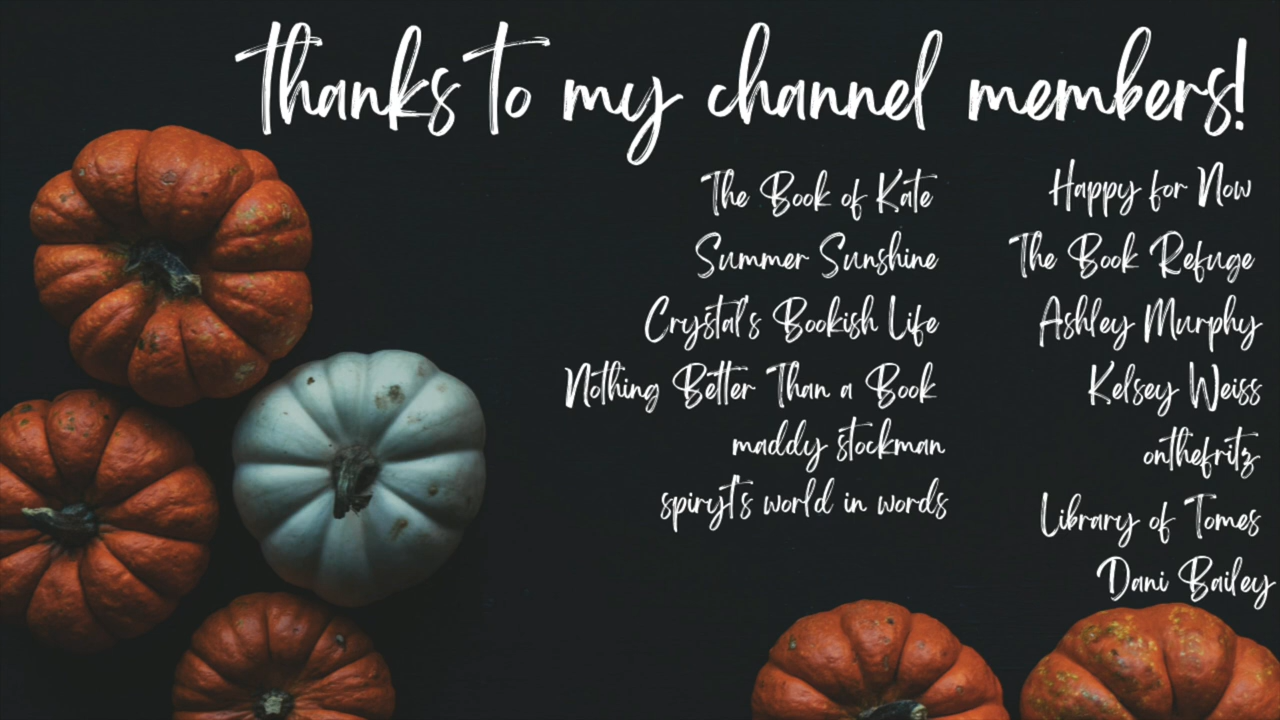 thanks to my channel members!
The Book of Kate
Summer Sunshine
Crystal's Bookish Life
Nothing Better Than a Book
maddy stockman
spiryt's world in words
Happy for Now
The Book Refuge
Ashley Murphy
Kelsey Weiss
onthefritz
Library of Tomes
Dani Bailey